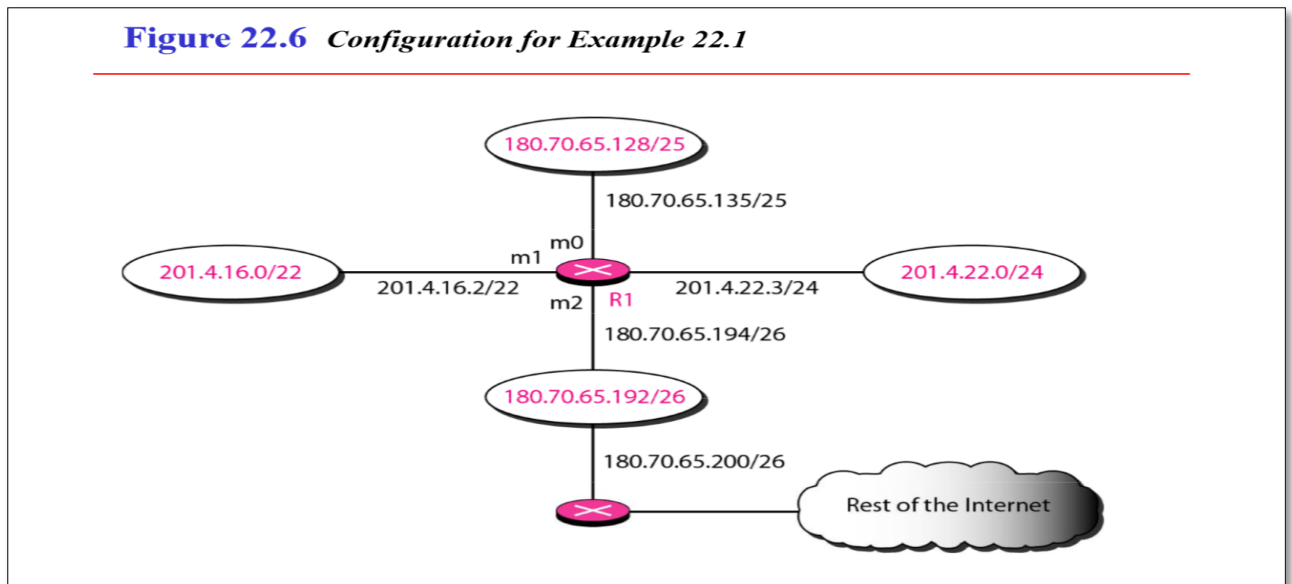 Figure 22.6 Configuration for Example 22.1
180.70.65.128/25
180.70.65.135/25
m0
m1
201.4.16.0/22
201.4.22.0/24
201.4.16.2/22
201.4.22.3/24
m2
R1
180.70.65.194/26
180.70.65.192/26
180.70.65.200/26
Rest of the Internet